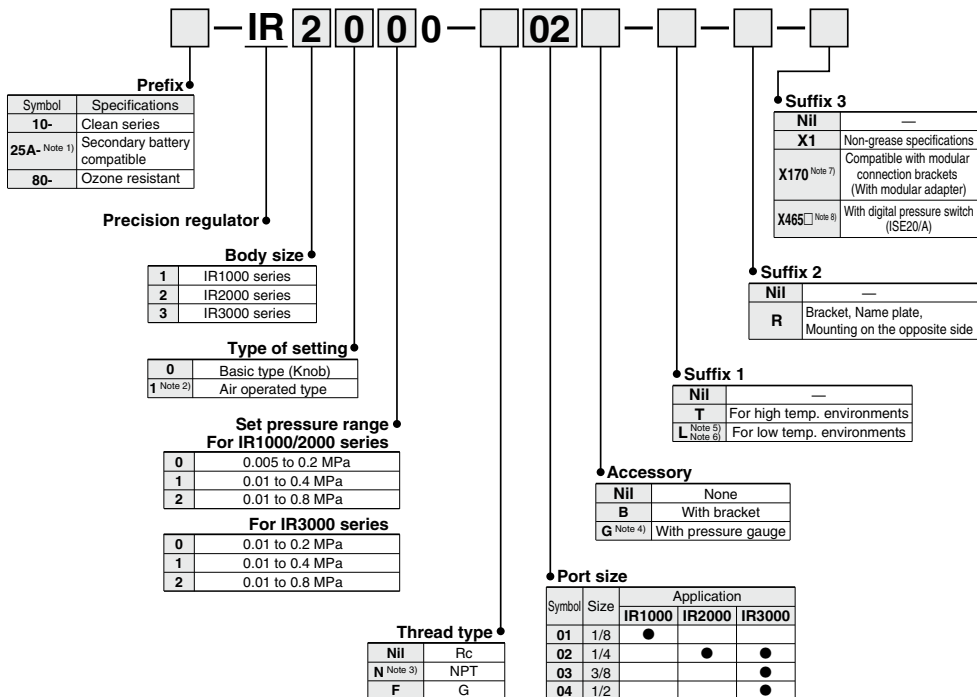 — IR 2 0 0 0 — 02 — — —
Prefix
Symbol Specifications
10- Clean series
25A- Note 1) Secondary battery
compatible
80- Ozone resistant
Precision regulator
Body size
1 IR1000 series
2 IR2000 series
3 IR3000 series
Type of setting
0 Basic type (Knob)
1 Note 2) Air operated type
Set pressure range
For IR1000/2000 series
0 0.005 to 0.2 MPa
1 0.01 to 0.4 MPa
2 0.01 to 0.8 MPa
For IR3000 series
0 0.01 to 0.2 MPa
1 0.01 to 0.4 MPa
2 0.01 to 0.8 MPa
Thread type
Nil Rc
N Note 3) NPT
F G
Port size
Symbol Size Application
IR1000 IR2000 IR3000
01 1/8 ●
02 1/4 ● ●
03 3/8 ●
04 1/2 ●
Accessory
Nil None
B With bracket
G Note 4) With pressure gauge
Suffix 1
Nil —
T For high temp. environments
L Note 5) Note 6) For low temp. environments
Suffix 2
Nil —
R Bracket, Name plate,
Mounting on the opposite side
Suffix 3
Nil —
X1 Non-grease specifications
X170 Note 7) Compatible with modular
connection brackets
(With modular adapter)
X465□ Note 8) With digital pressure switch
(ISE20/A)